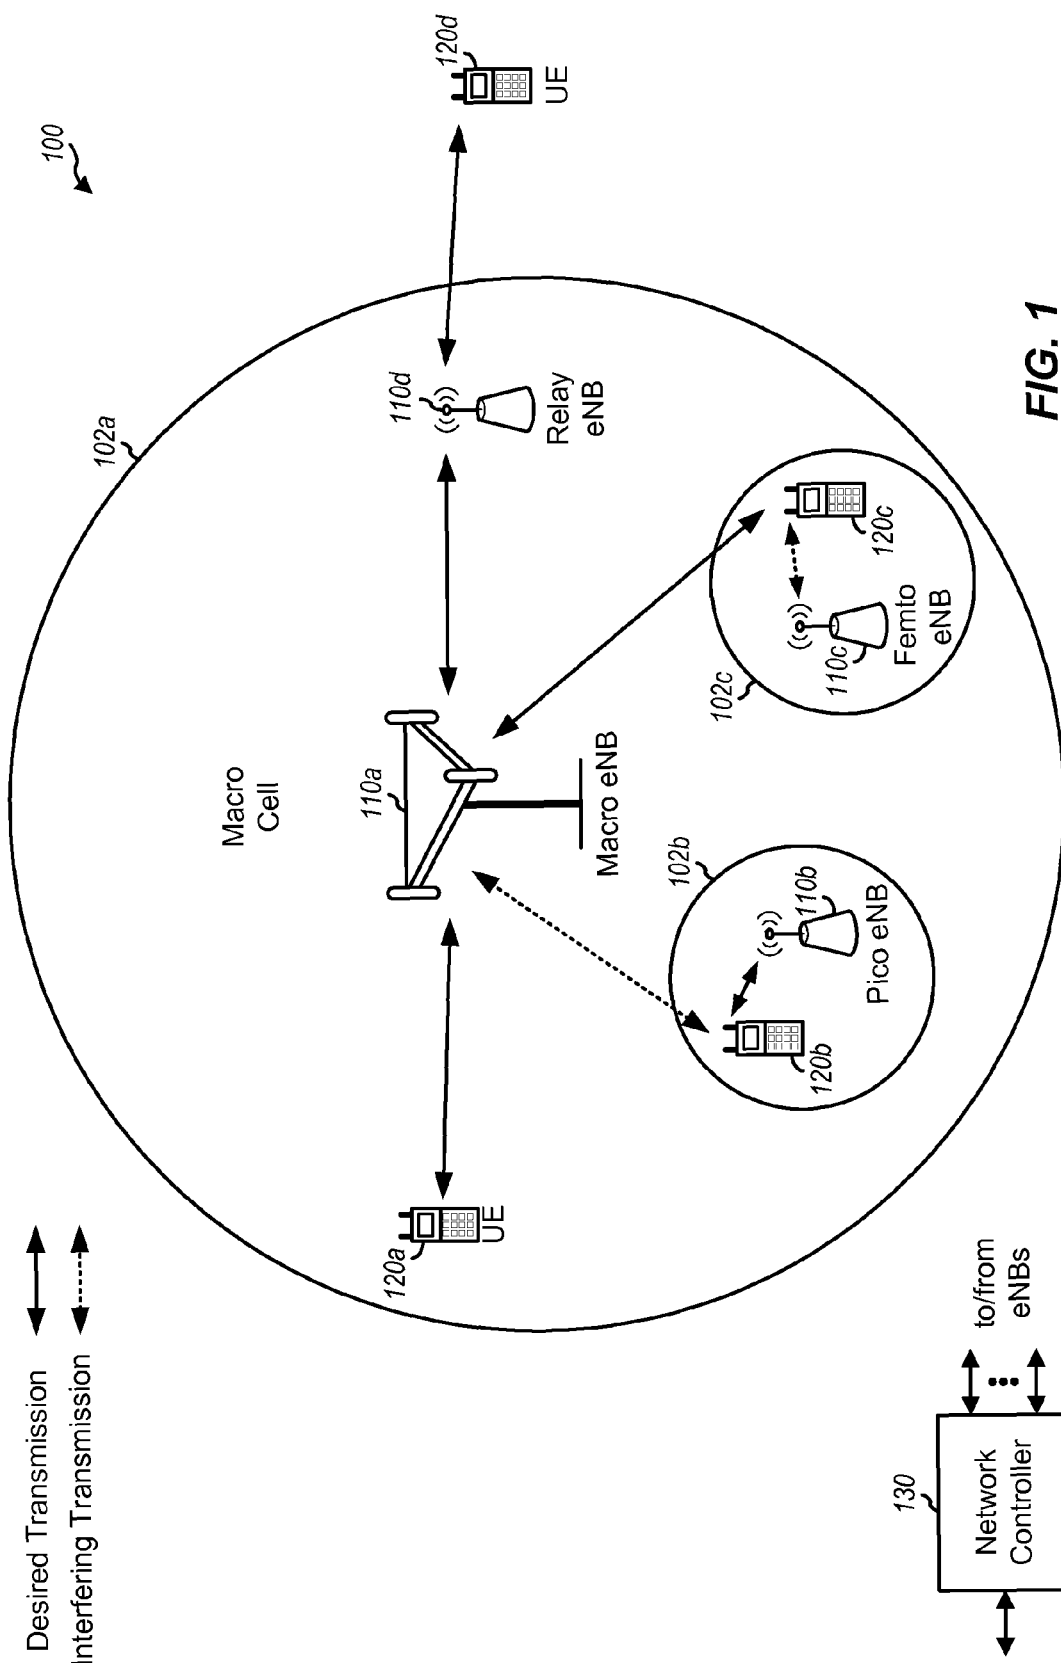 Desired Transmission
Interfering Transmission
100
102a
Macro
Cell
110a
Macro eNB
120a
UE
110d
Relay
eNB
120d
UE
102b
110b
Pico eNB
120b
102c
110c
Femto
eNB
120c
130
Network
Controller
to/from
eNBs
FIG. 1